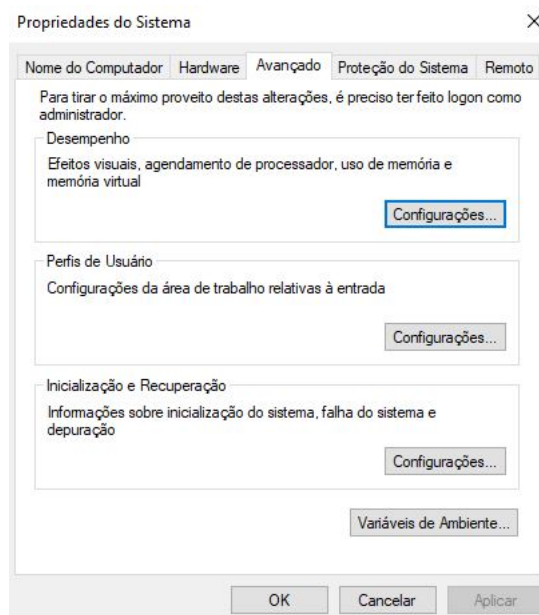 Propriedades do Sistema
Nome do Computador Hardware Avançado Proteção do Sistema Remoto
Para tirar o máximo proveito destas alterações, é preciso ter feito logon como
administrador.
Desempenho
Efeitos visuais, agendamento de processador, uso de memória e
memória virtual
Configurações...
Perfis de Usuário
Configurações da área de trabalho relativas à entrada
Configurações...
Inicialização e Recuperação
Informações sobre inicialização do sistema, falha do sistema e
depuração
Configurações...
Variáveis de Ambiente...
OK Cancelar Aplicar